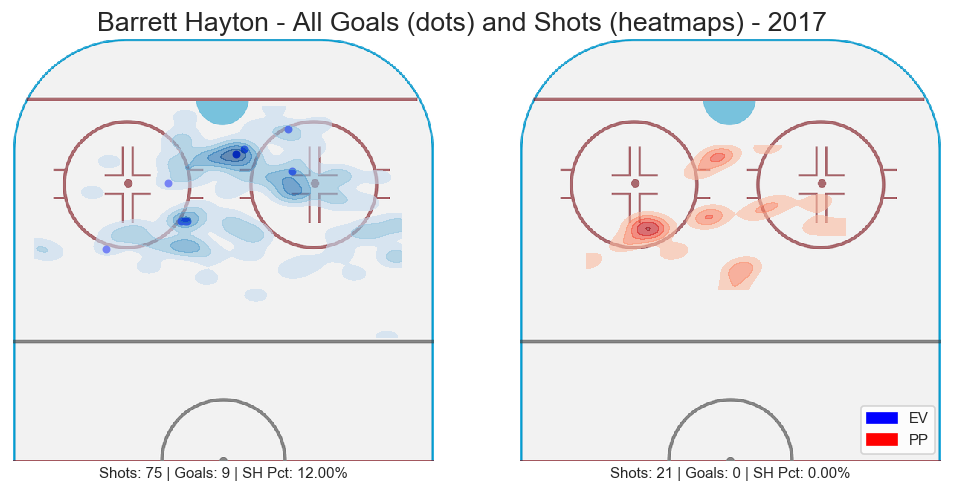 Barrett Hayton - All Goals (dots) and Shots (heatmaps) - 2017
EV
PP
Shots: 75 | Goals: 9 | SH Pct: 12.00%
Shots: 21 | Goals: 0 | SH Pct: 0.00%